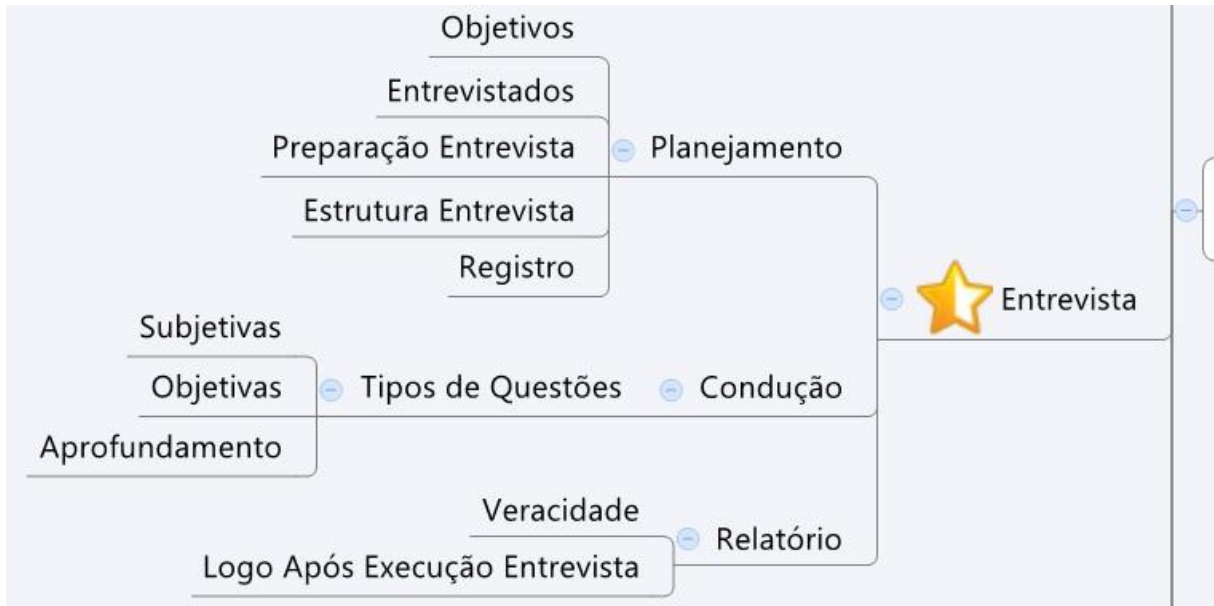 Objetivos
Entrevistados
Preparação Entrevista
Planejamento
Estrutura Entrevista
Registro
Entrevista
Subjetivas
Objetivas
Tipos de Questões
Condução
Aprofundamento
Veracidade
Relatório
Logo Após Execução Entrevista